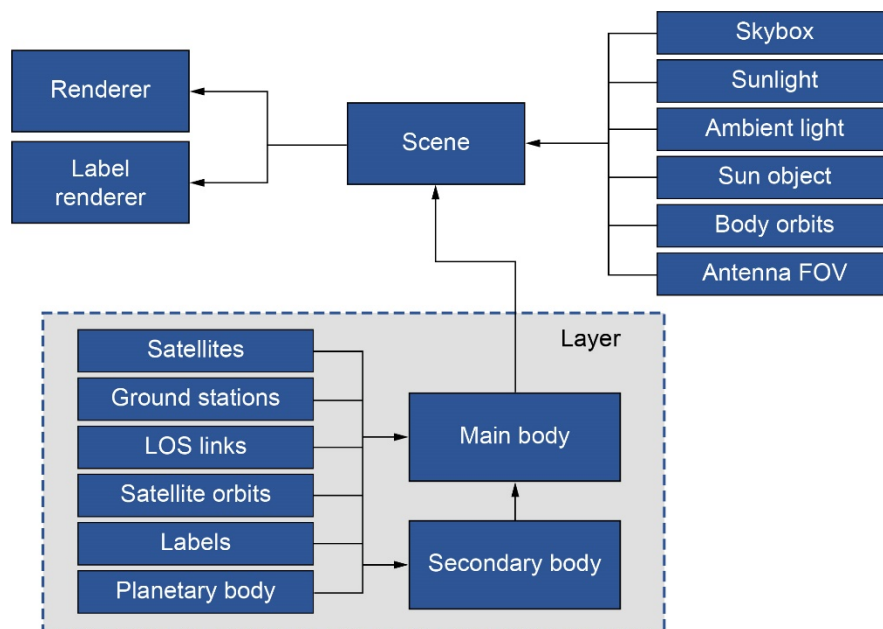 Renderer
Label
renderer
Scene
Skybox
Sunlight
Ambient light
Sun object
Body orbits
Antenna FOV
Layer
Satellites
Ground stations
LOS links
Satellite orbits
Labels
Planetary body
Main body
Secondary body